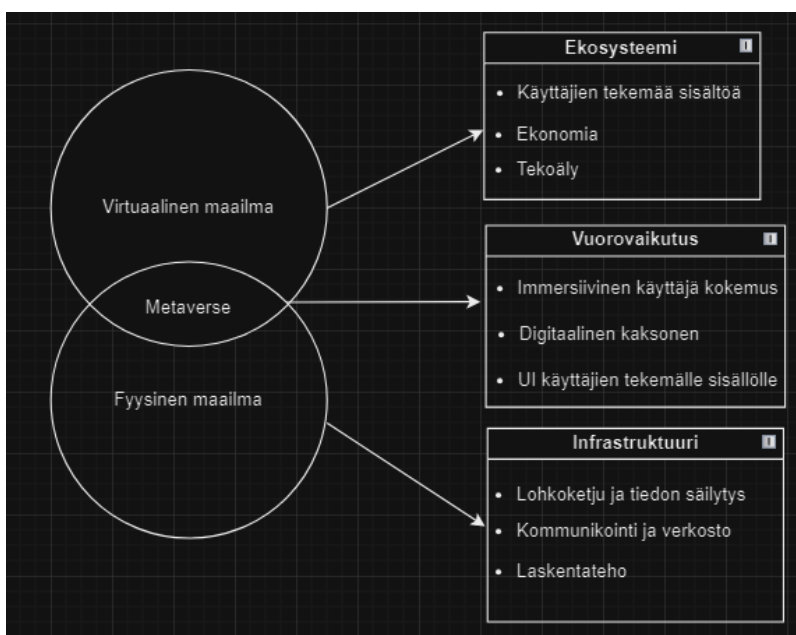 Virtuaalinen maailma
Metaverse
Fyysinen maailma
Ekosysteemi
Käyttäjien tekemää sisältöä
Ekonomia
Tekoäly
Vuorovaikutus
Immersiivinen käyttäjä kokemus
Digitaalinen kaksonen
UI käyttäjien tekemälle sisällölle
Infrastruktuuri
Lohkoketju ja tiedon säilytys
Kommunikointi ja verkosto
Laskentateho